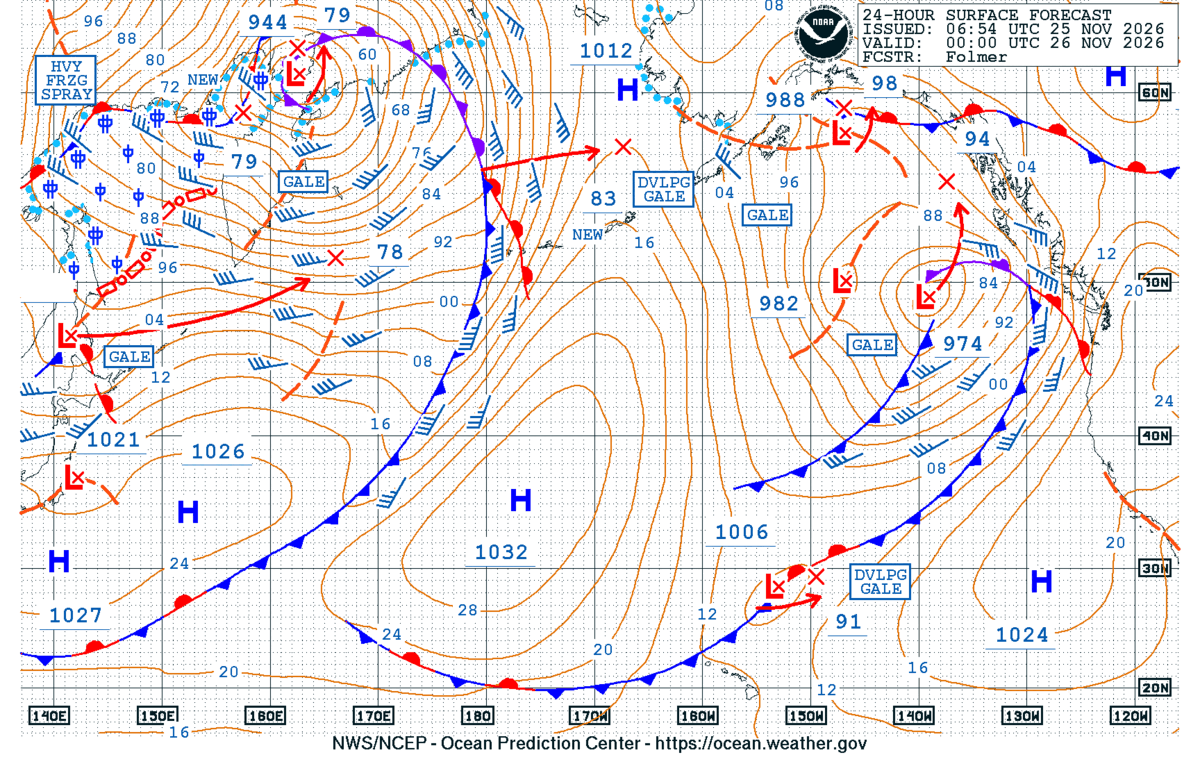 24-HOUR SURFACE FORECAST
ISSUED: 06:54 UTC 25 NOV 2026
VALID: 00:00 UTC 26 NOV 2026
FCSTR: Folmer
NOAA
96
944
79
08
88
60
1012
H
H
80
HVY
FRZG
SPRAY
NEW
72
L
988
98
60N
68
L
94
79
76
80
GALE
84
DVLPG
GALE
04
96
04
83
GALE
88
88
NEW
16
92
78
96
12
00
982
L
L
84
20
50N
04
L
GALE
08
GALE
974
92
12
00
24
16
1021
1026
40N
08
L
H
H
1006
1032
20
24
30N
H
L
DVLPG
GALE
H
1027
28
12
91
24
1024
20
20
16
12
20N
140E
150E
160E
170E
180
170W
160W
150W
140W
130W
120W
16
NWS/NCEP - Ocean Prediction Center - https://ocean.weather.gov